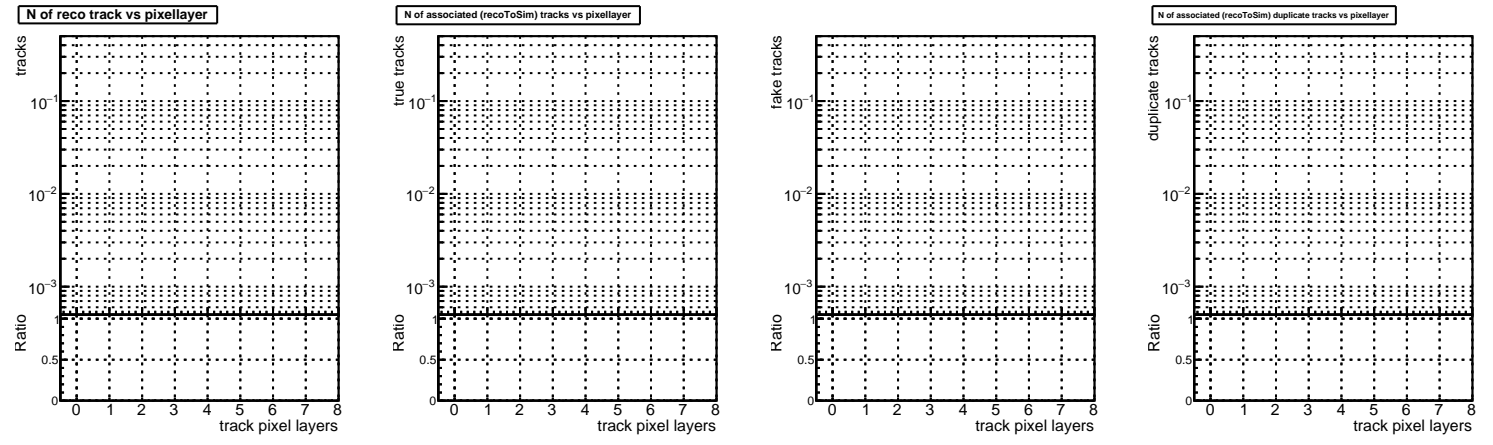 N of reco track vs pixellayer
tracks
10⁻¹
10⁻²
10⁻³
Ratio
1
0.5
0
0 1 2 3 4 5 6 7 8
track pixel layers
N of associated (recoToSim) tracks vs pixellayer
true tracks
10⁻¹
10⁻²
10⁻³
Ratio
1
0.5
0
0 1 2 3 4 5 6 7 8
track pixel layers
fake tracks
10⁻¹
10⁻²
10⁻³
Ratio
1
0.5
0
0 1 2 3 4 5 6 7 8
track pixel layers
N of associated (recoToSim) duplicate tracks vs pixellayer
duplicate tracks
10⁻¹
10⁻²
10⁻³
Ratio
1
0.5
0
0 1 2 3 4 5 6 7 8
track pixel layers